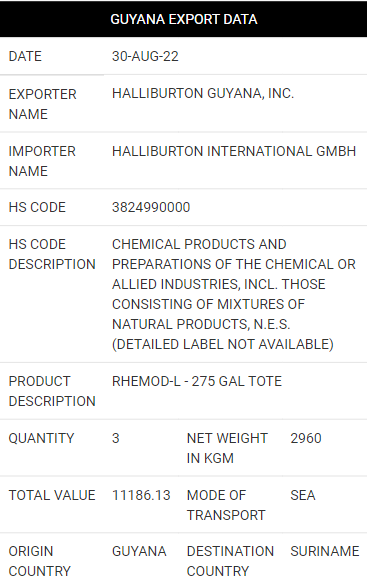 GUYANA EXPORT DATA
DATE 30-AUG-22
EXPORTER NAME HALLIBURTON GUYANA, INC.
IMPORTER NAME HALLIBURTON INTERNATIONAL GMBH
HS CODE 3824990000
HS CODE DESCRIPTION
CHEMICAL PRODUCTS AND
PREPARATIONS OF THE CHEMICAL OR
ALLIED INDUSTRIES, INCL. THOSE
CONSISTING OF MIXTURES OF
NATURAL PRODUCTS, N.E.S.
(DETAILED LABEL NOT AVAILABLE)
PRODUCT DESCRIPTION RHEMOD-L - 275 GAL TOTE
QUANTITY 3 NET WEIGHT IN KGM 2960
TOTAL VALUE 11186.13 MODE OF TRANSPORT SEA
ORIGIN COUNTRY GUYANA DESTINATION COUNTRY SURINAME